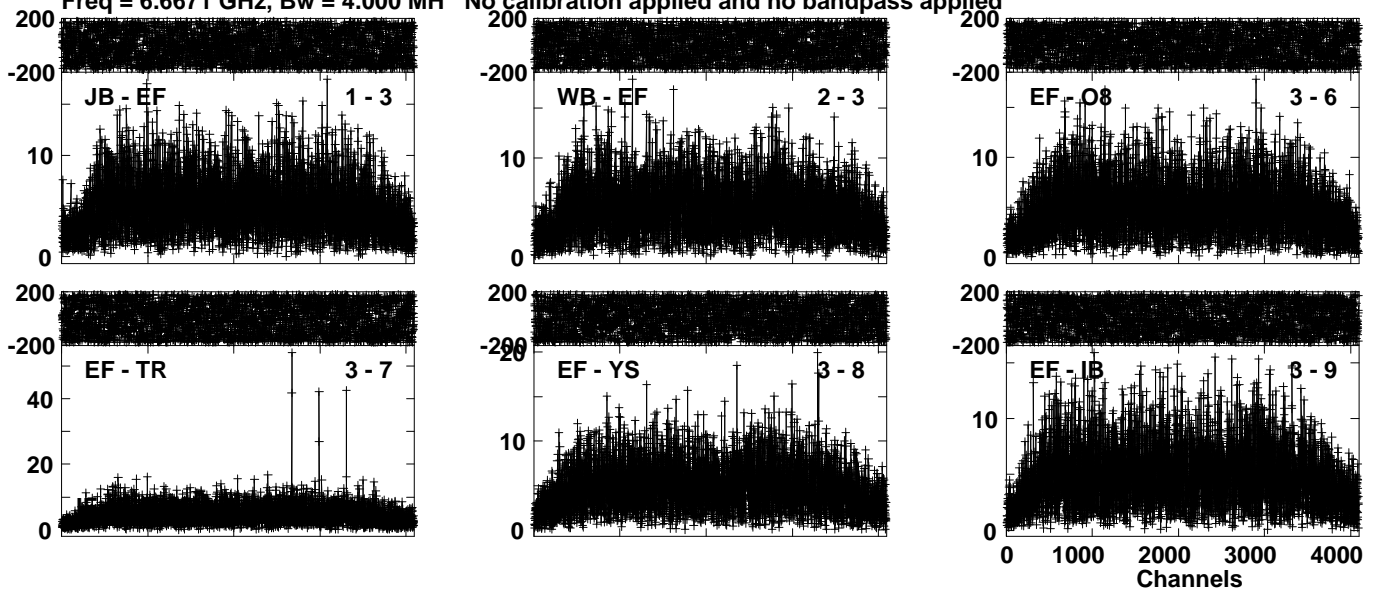 Freq = 6.6671 GHz, Bw = 4.000 MH No calibration applied and no bandpass applied
200 200 200
-200 -200 -200
JB - EF 1 - 3 WB - EF 2 - 3 EF - O8 3 - 6
10 10 10
0 0 0
200 200 200
-200 -200 -200
20
EF - TR 3 - 7 EF - YS 3 - 8 EF - IB 3 - 9
40
10 10
20
0 0 0
0 1000 2000 3000 4000
Channels